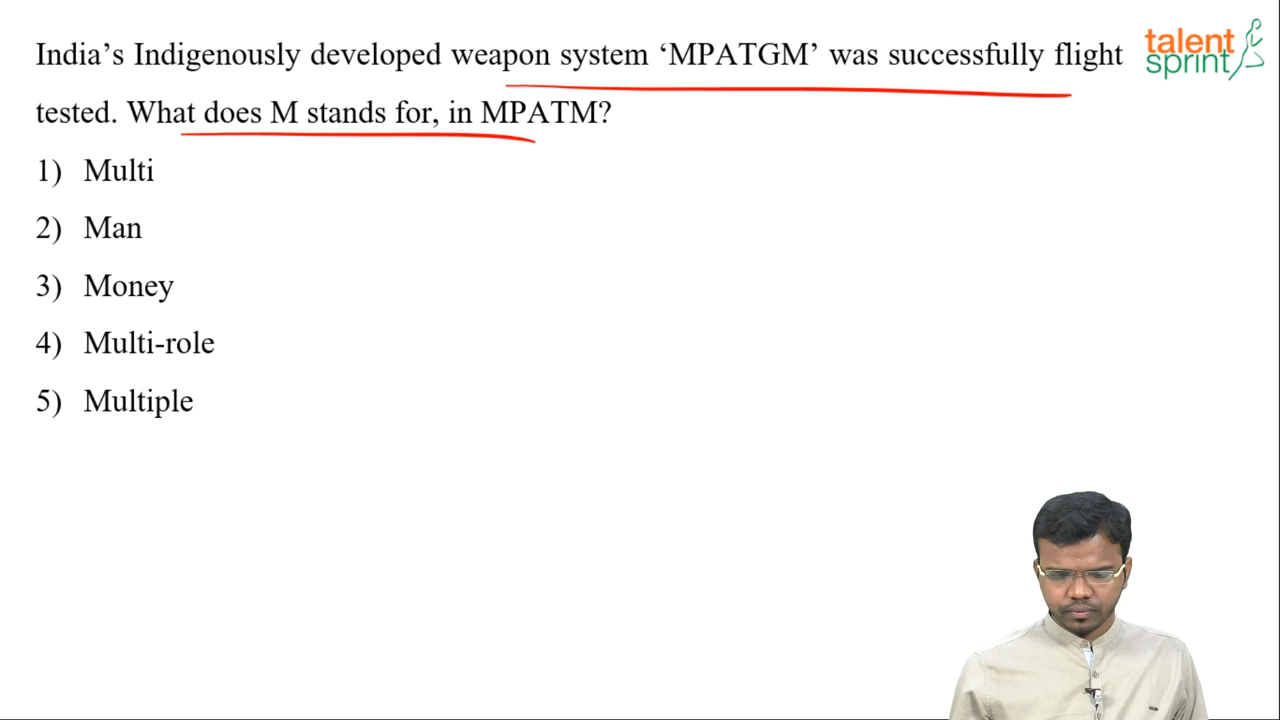 India’s Indigenously developed weapon system ‘MPATGM’ was successfully flight
tested. What does M stands for, in MPATM?
1) Multi
2) Man
3) Money
4) Multi-role
5) Multiple
talent
sprint